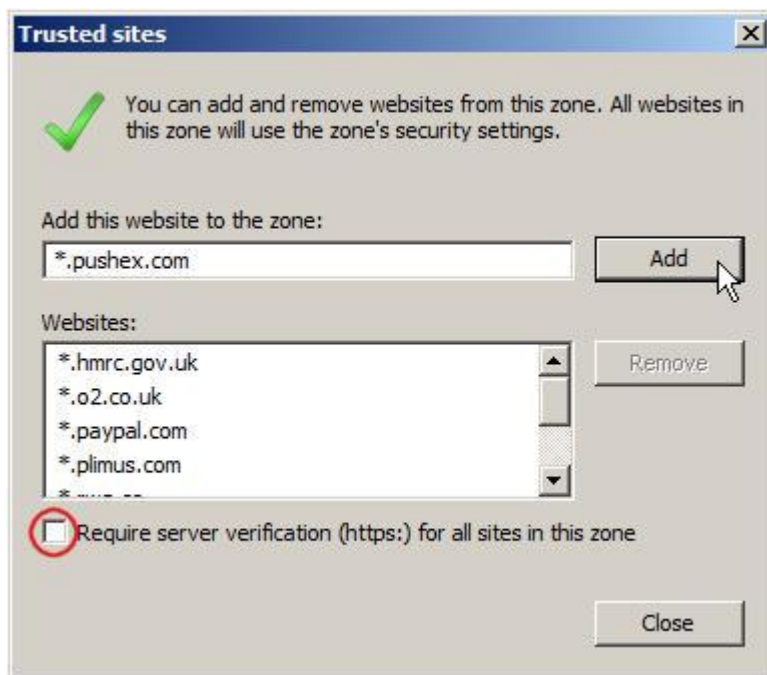 Trusted sites
You can add and remove websites from this zone. All websites in
this zone will use the zone's security settings.
Add this website to the zone:
*.pushex.com
Add
Websites:
*.hmrc.gov.uk
*.o2.co.uk
*.paypal.com
*.plimus.com
Remove
Require server verification (https:) for all sites in this zone
Close